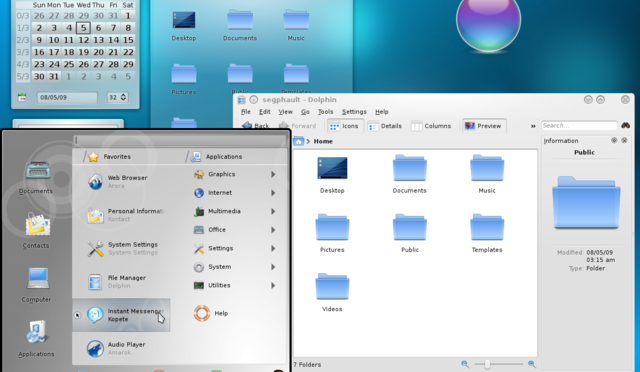 Sun Mon Tue Wed Thu Fri Sat
0/3 26 27 28 29 30 31 1
1/3 2 3 4 5 6 7 8
2/3 9 10 11 12 13 14 15
3/3 16 17 18 19 20 21 22
4/3 23 24 25 26 27 28 29
5/3 30 31 1 2 3 4 5
08/05/09 32
Desktop Documents Music
Pictures Public Templates
segphault - Dolphin
File Edit View Go Tools Settings Help
Back Forward Icons Details Columns Preview » Search...
> Home
Information
Public
Desktop Documents Music
Pictures Public Templates
Videos
Modified: 08/05/09
03:15 am
Type: Folder
7 Folders
Favorites Applications
Documents
Contacts
Computer
Applications
Web Browser
Arora
Personal Informati
Kontact
System Settings
System Settings
File Manager
Dolphin
Instant Messenge
Kopete
Audio Player
Amarok
Graphics
Internet
Multimedia
Office
Settings
System
Utilities
Help